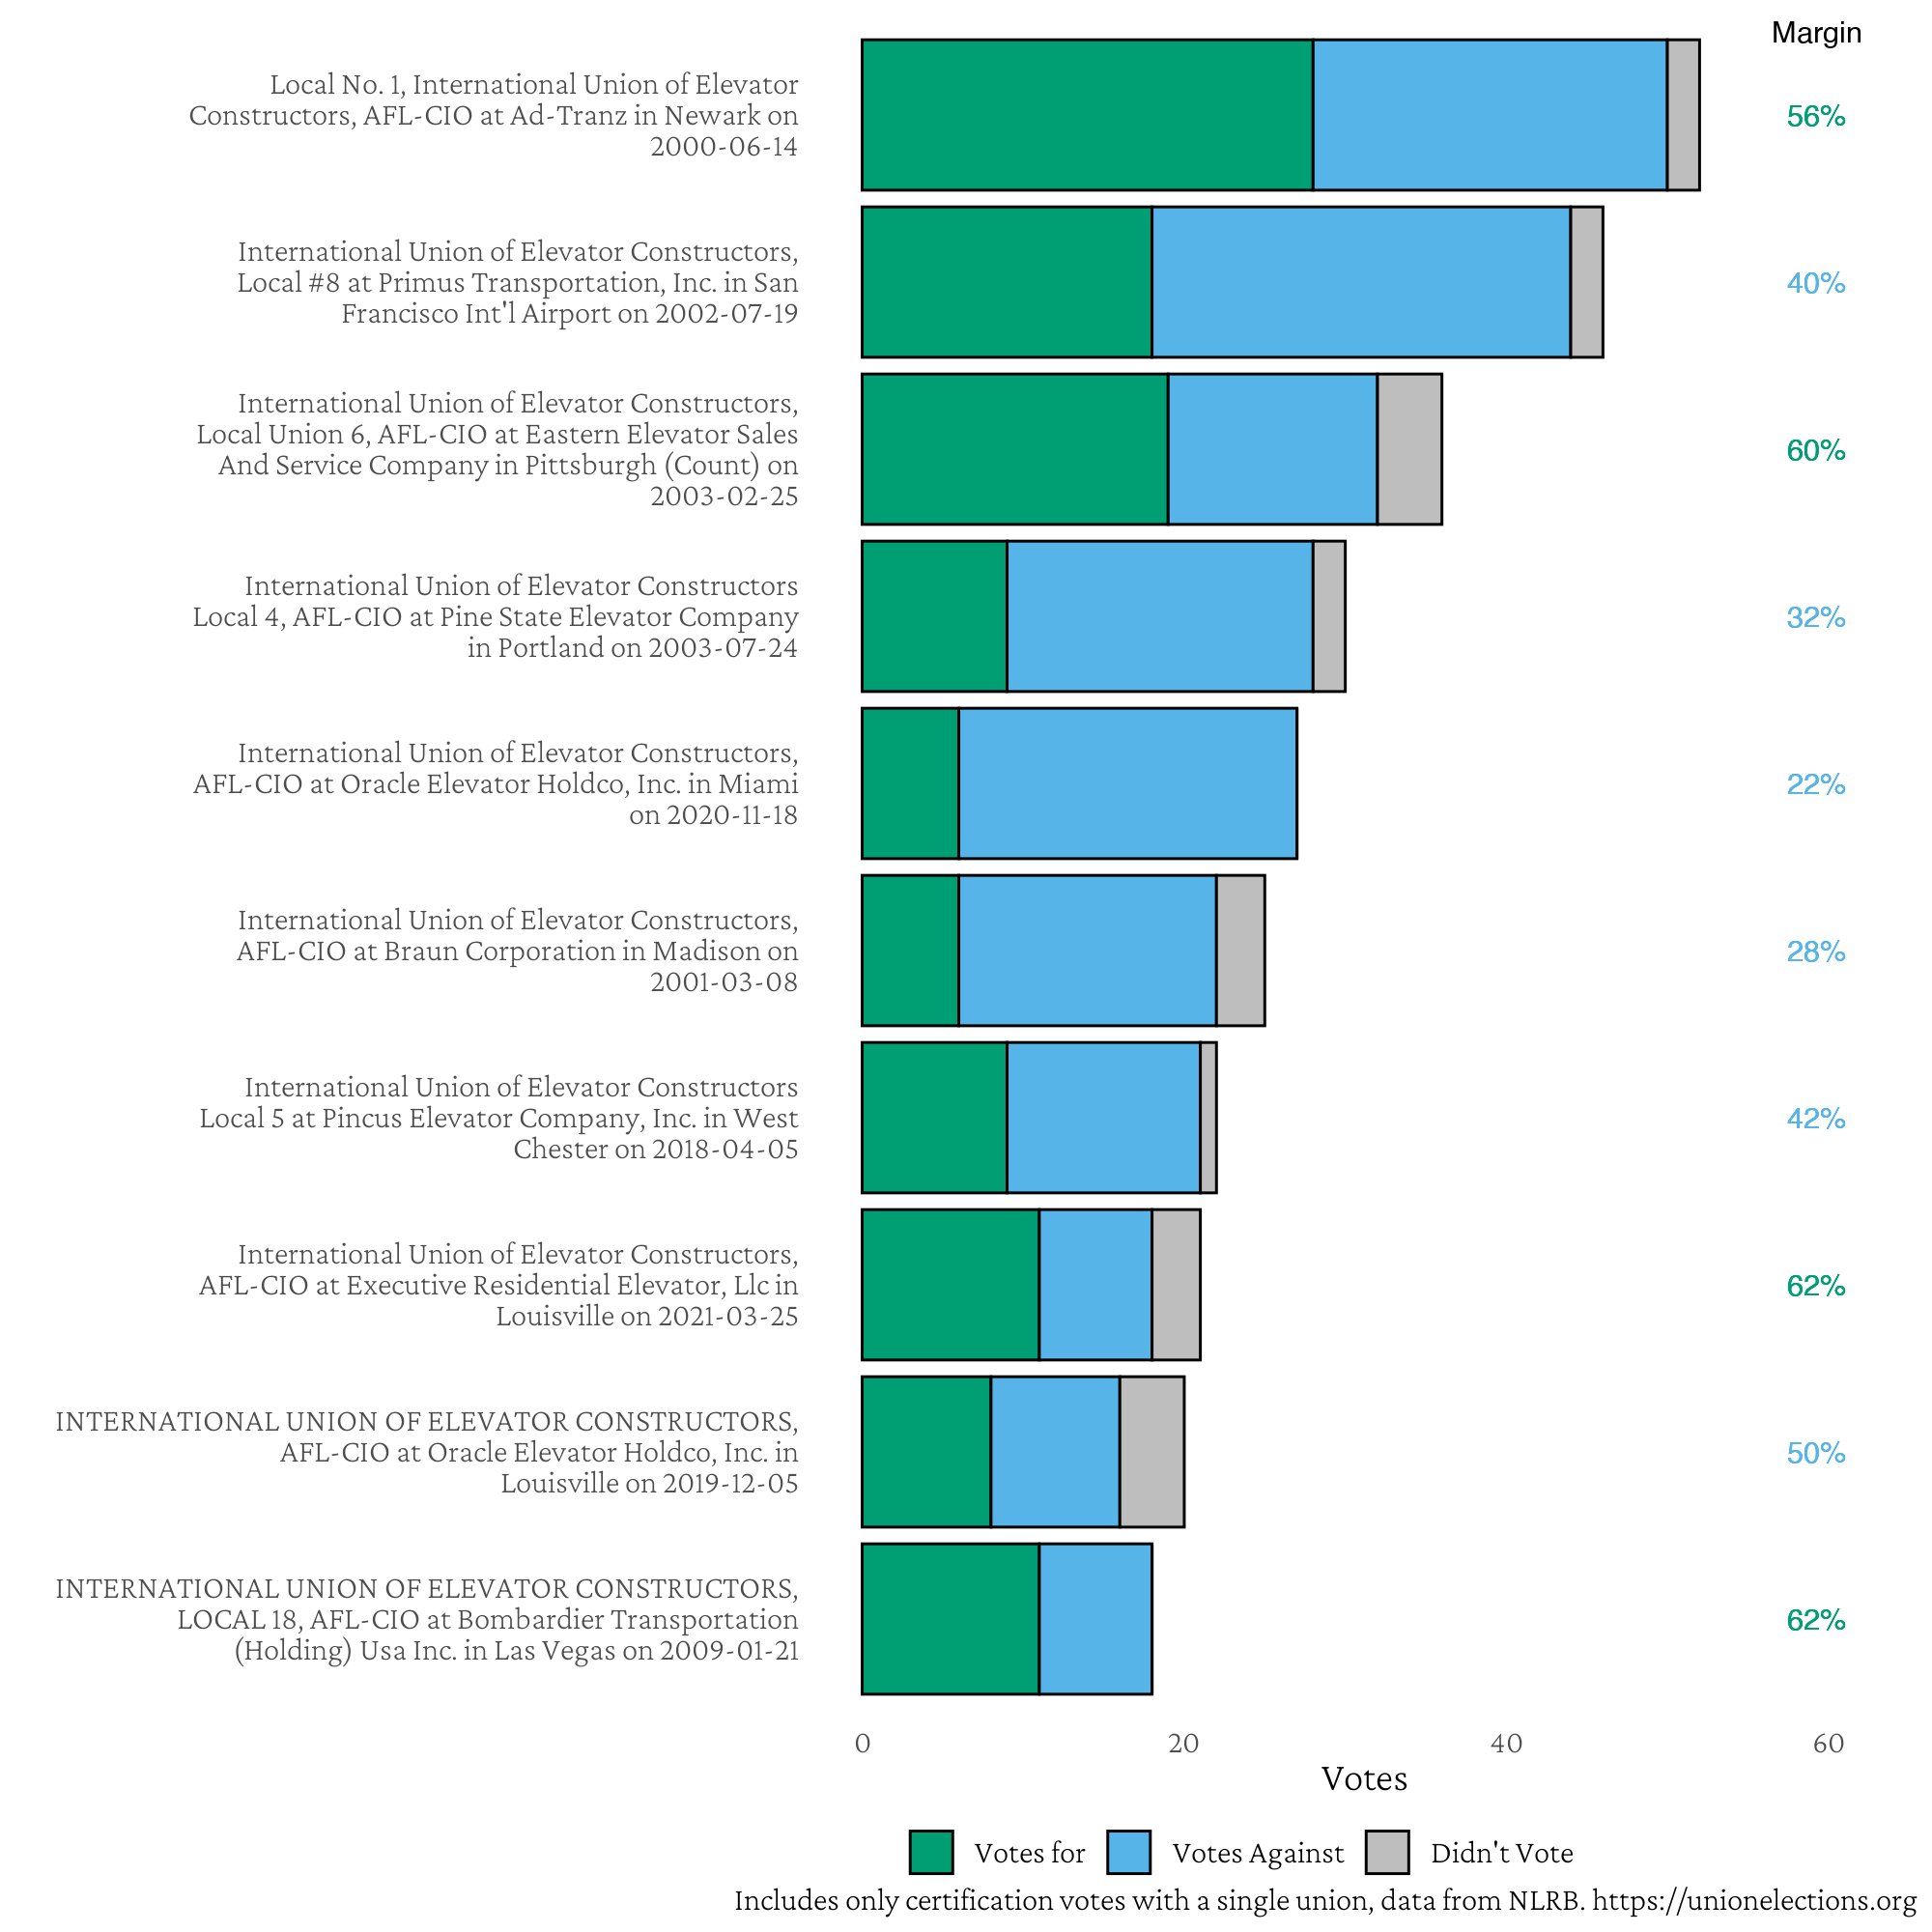 Margin
Local No. 1, International Union of Elevator
Constructors, AFL-CIO at Ad-Tranz in Newark on
2000-06-14
56%
International Union of Elevator Constructors,
Local #8 at Primus Transportation, Inc. in San
Francisco Int'l Airport on 2002-07-19
40%
International Union of Elevator Constructors,
Local Union 6, AFL-CIO at Eastern Elevator Sales
And Service Company in Pittsburgh (Count) on
2003-02-25
60%
International Union of Elevator Constructors
Local 4, AFL-CIO at Pine State Elevator Company
in Portland on 2003-07-24
32%
International Union of Elevator Constructors,
AFL-CIO at Oracle Elevator Holdco, Inc. in Miami
on 2020-11-18
22%
International Union of Elevator Constructors,
AFL-CIO at Braun Corporation in Madison on
2001-03-08
28%
International Union of Elevator Constructors
Local 5 at Pincus Elevator Company, Inc. in West
Chester on 2018-04-05
42%
International Union of Elevator Constructors,
AFL-CIO at Executive Residential Elevator, Llc in
Louisville on 2021-03-25
62%
INTERNATIONAL UNION OF ELEVATOR CONSTRUCTORS,
AFL-CIO at Oracle Elevator Holdco, Inc. in
Louisville on 2019-12-05
50%
INTERNATIONAL UNION OF ELEVATOR CONSTRUCTORS,
LOCAL 18, AFL-CIO at Bombardier Transportation
(Holding) Usa Inc. in Las Vegas on 2009-01-21
62%
0 20 40 60
Votes
Votes for Votes Against Didn't Vote
Includes only certification votes with a single union, data from NLRB. https://unionelections.org